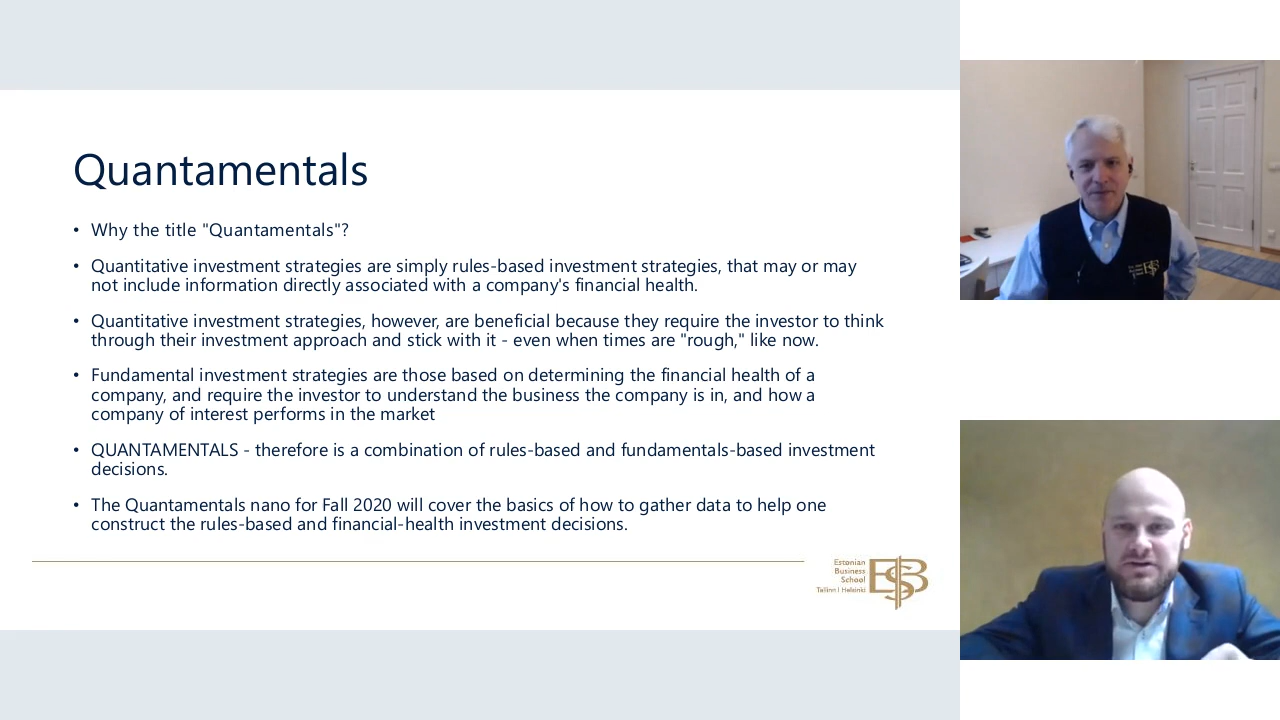 Quantamentals
• Why the title "Quantamentals"?
• Quantitative investment strategies are simply rules-based investment strategies, that may or may
not include information directly associated with a company's financial health.
• Quantitative investment strategies, however, are beneficial because they require the investor to think
through their investment approach and stick with it - even when times are "rough," like now.
• Fundamental investment strategies are those based on determining the financial health of a
company, and require the investor to understand the business the company is in, and how a
company of interest performs in the market
• QUANTAMENTALS - therefore is a combination of rules-based and fundamentals-based investment
decisions.
• The Quantamentals nano for Fall 2020 will cover the basics of how to gather data to help one
construct the rules-based and financial-health investment decisions.
Estonian
Business
School
Tallinn | Helsinki
EBS